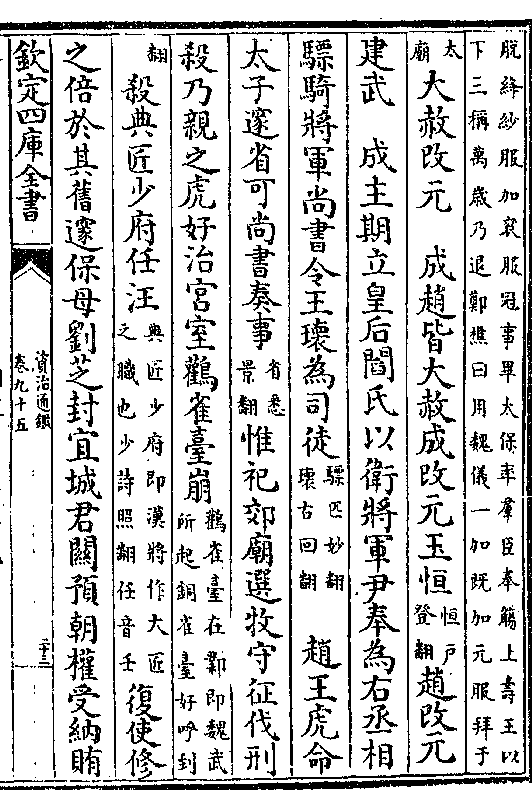 脱絳紗服加衮服冠事畢太保率羣臣奉觴上壽王以
下三稱萬歲乃退鄭樵曰用魏儀一加既加元服拜于
太廟大赦改元　成趙皆大赦成改元玉恒恒户登翻趙改元
建武　成主期立皇后閻氏以衛將軍尹奉為右丞相
驃騎將軍尚書令王瓌為司徒驃匹妙翻瓌古回翻　趙王虎命
太子邃省可尚書奏事省悉景翻惟祀郊廟選牧守征伐刑
殺乃親之虎好治宫室鸛雀臺崩鸛雀臺在鄴即魏武所起銅雀臺好呼到
翻殺典匠少府任汪典匠少府即漢將作大匠之職也少詩照翻任音壬復使修
之倍於其舊邃保母劉芝封宜城君關預朝權受納賄
欽定四庫全書
資治通鑑
卷九十五
二十三